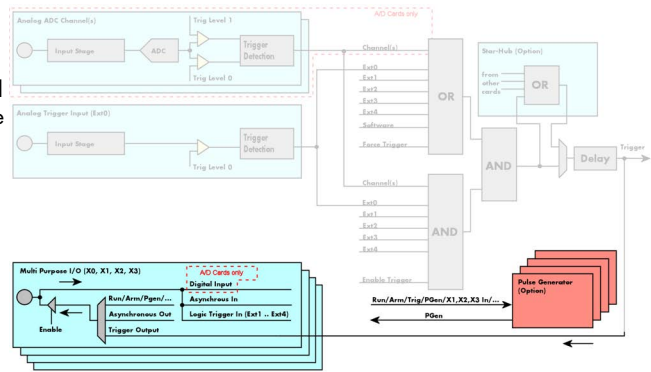 Analog ADC Channel(s)
Trig Level 1
A/D Cards only
Input Stage
ADC
Trigger
Detection
Trig Level 0
Channel(s)
Ext0
Ext1
Ext2
Ext3
Ext4
Software
Force Trigger
OR
Star-Hub (Option)
from
other
cards
OR
Analog Trigger Input (Ext0)
Input Stage
Trigger
Detection
Trig Level 0
AND
Delay
Trigger
Channel(s)
Ext0
Ext1
Ext2
Ext3
Ext4
Enable Trigger
AND
Multi Purpose I/O (X0, X1, X2, X3)
A/D Cards only
Digital Input
Run/Arm/Pgen/...
Asynchrous In
Asynchronous Out
Logic Trigger In (Ext1 .. Ext4)
Trigger Output
Enable
Run/Arm/Trig/PGen/X1,X2,X3 In/...
PGen
Pulse Generator
(Option)